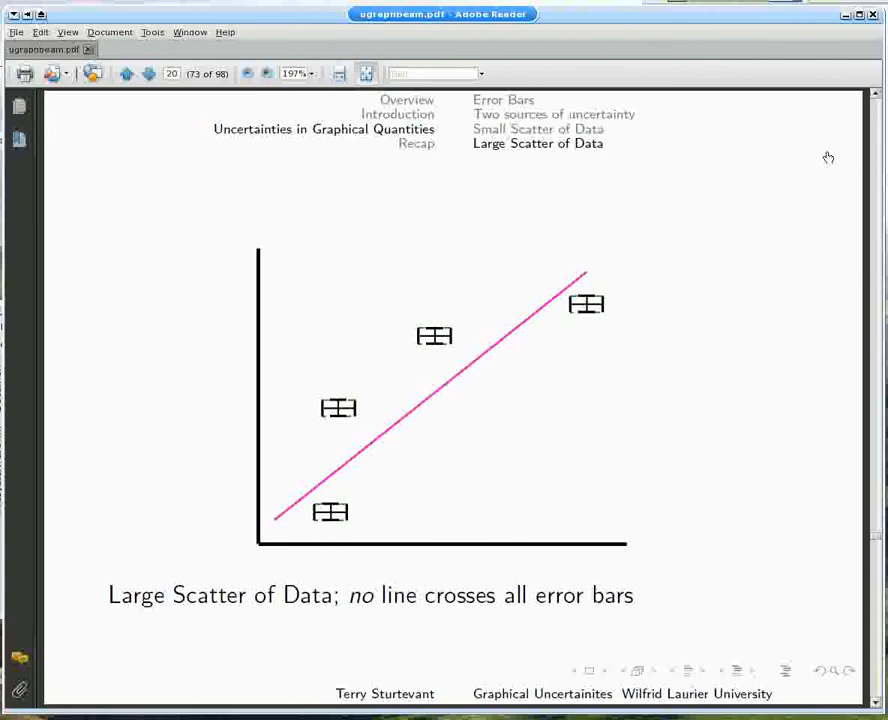 ugraphbeam.pdf - Adobe Reader
File Edit View Document Tools Window Help
ugraphbeam.pdf
20 (73 of 98) 197% Find
Overview
Introduction
Uncertainties in Graphical Quantities
Recap
Error Bars
Two sources of uncertainty
Small Scatter of Data
Large Scatter of Data
Large Scatter of Data; no line crosses all error bars
Terry Sturtevant Graphical Uncertainites Wilfrid Laurier University